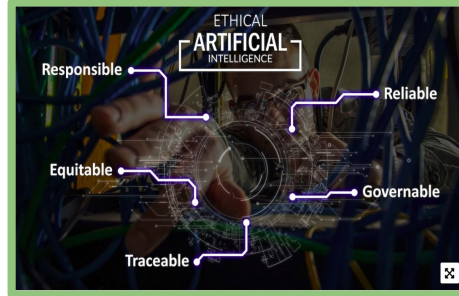 ETHICAL
ARTIFICIAL
INTELLIGENCE
Responsible
Reliable
Equitable
Governable
Traceable